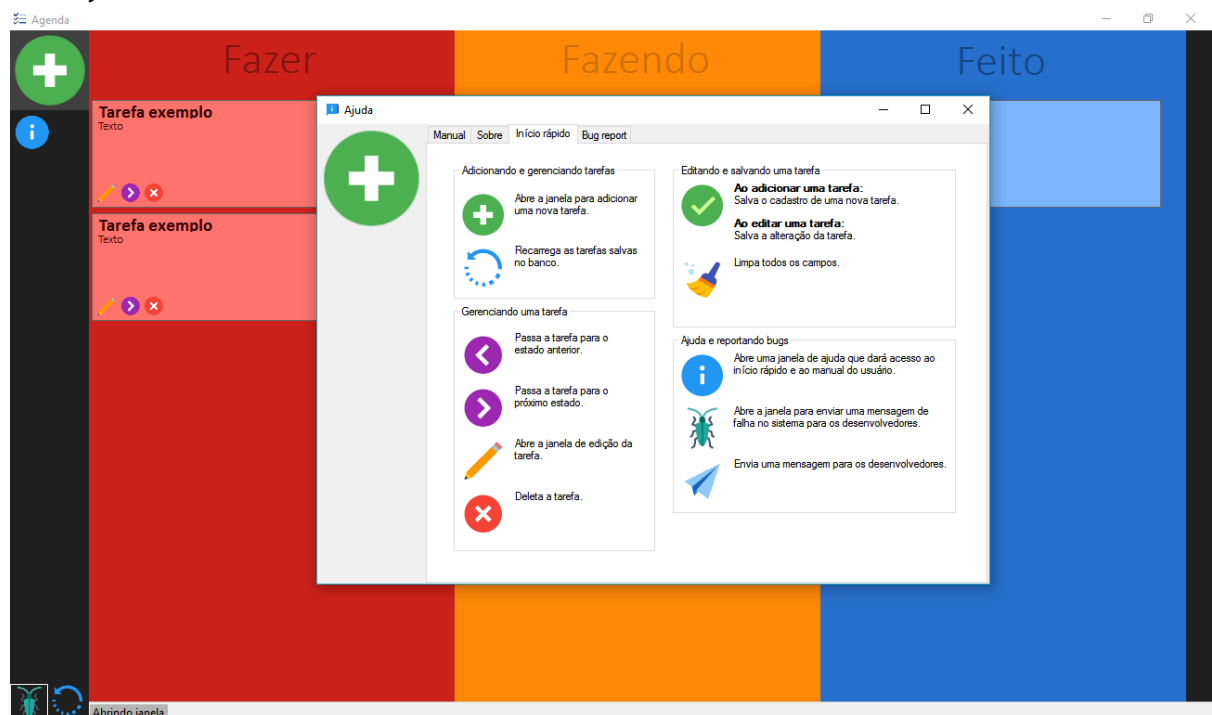 Agenda
Fazer
Fazendo
Feito
Tarefa exemplo
Texto
Tarefa exemplo
Texto
Ajuda
Manual Sobre Início rápido Bug report
Adicionando e gerenciando tarefas
Abre a janela para adicionar
uma nova tarefa.
Recarrega as tarefas salvas
no banco.
Gerenciando uma tarefa
Passa a tarefa para o
estado anterior.
Passa a tarefa para o
próximo estado.
Abre a janela de edição da
tarefa.
Deleta a tarefa.
Editando e salvando uma tarefa
Ao adicionar uma tarefa:
Salva o cadastro de uma nova tarefa.
Ao editar uma tarefa:
Salva a alteração da tarefa.
Limpa todos os campos.
Ajuda e reportando bugs
Abre uma janela de ajuda que dará acesso ao
início rápido e ao manual do usuário.
Abre a janela para enviar uma mensagem de
falha no sistema para os desenvolvedores.
Envia uma mensagem para os desenvolvedores.
Abrindo janela